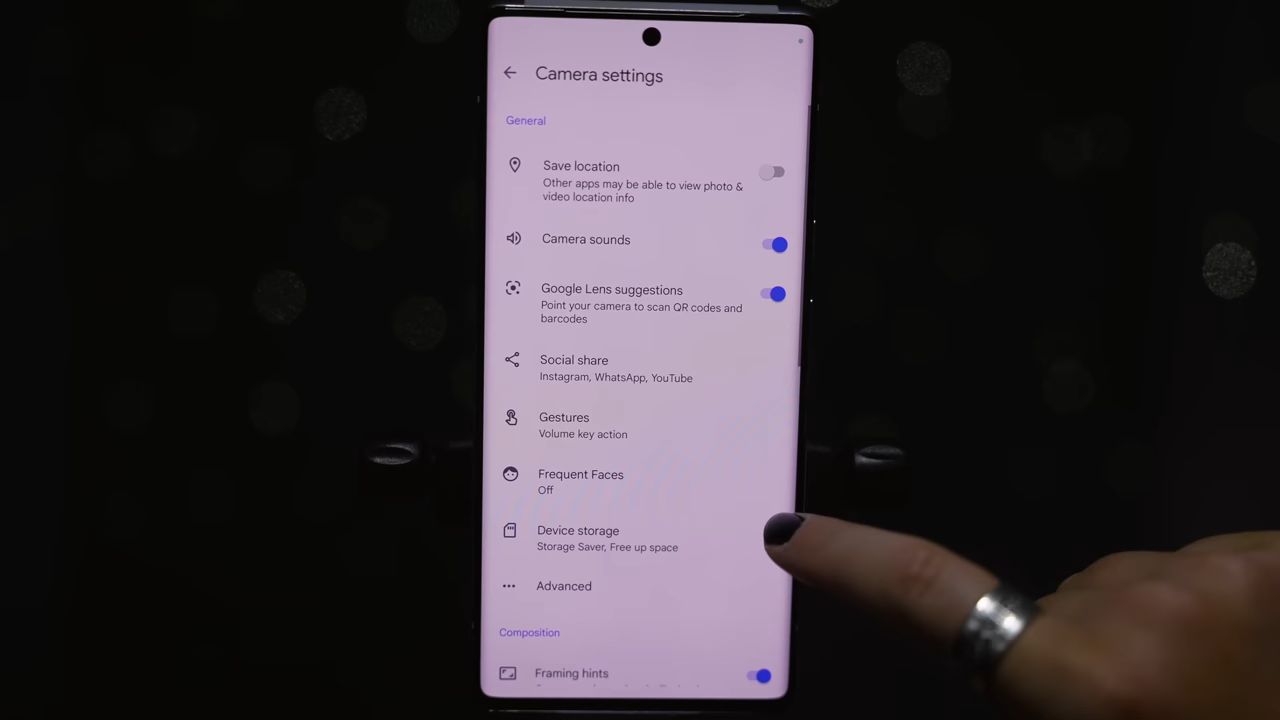 Camera settings
General
Save location
Other apps may be able to view photo &
video location info
Camera sounds
Google Lens suggestions
Point your camera to scan QR codes and
barcodes
Social share
Instagram, WhatsApp, YouTube
Gestures
Volume key action
Frequent Faces
Off
Device storage
Storage Saver, Free up space
Advanced
Composition
Framing hints